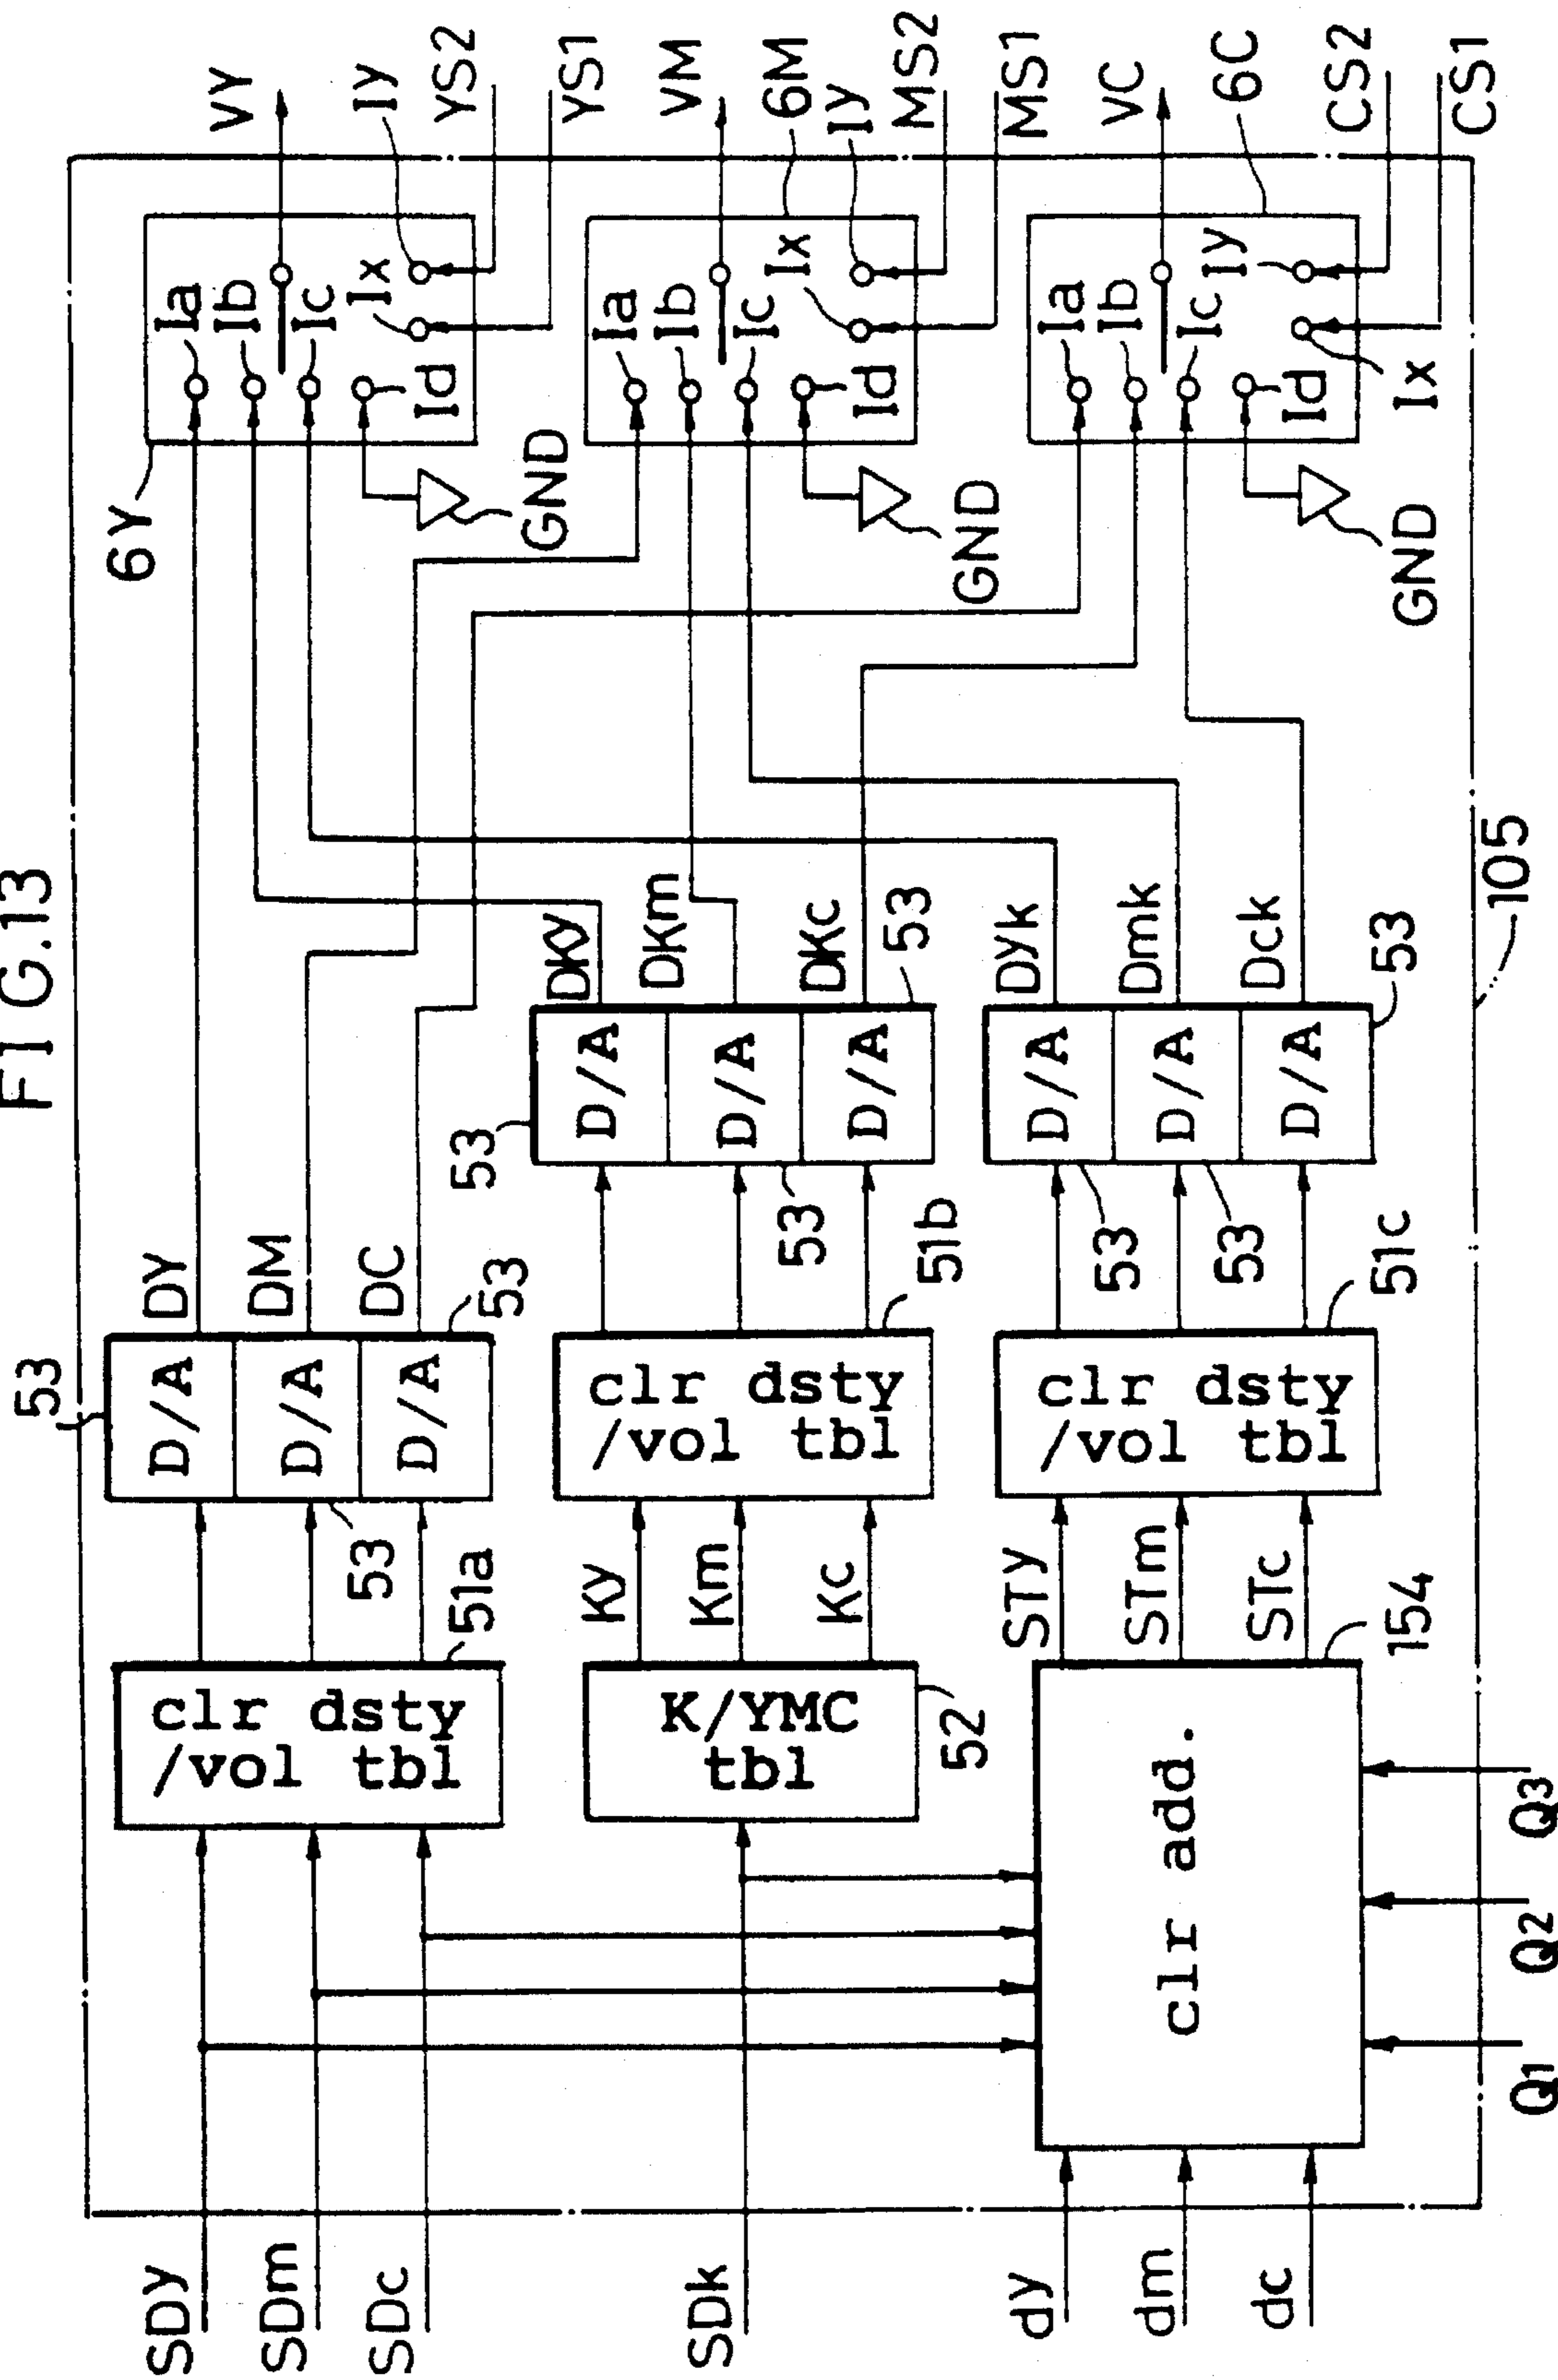 FIG.13
SDy
SDm
SDc
SDk
dy
dm
dc
clr dsty
/vol tbl
51a
K/YMC
tbl
52
clr add.
154
Q1
Q2
Q3
53
D/A
D/A
D/A
53
53
DY
DM
DC
Ky
Km
Kc
clr dsty
/vol tbl
51b
STy
STm
STc
clr dsty
/vol tbl
51c
53
D/A
D/A
D/A
53
53
DKy
DKm
DKc
D/A
D/A
D/A
53
53
53
Dyk
Dmk
Dck
105
6Y
Ia
Ib
Ic
Id
Ix
Iy
GND
VY
YS2
YS1
Ia
Ib
Ic
Id
Ix
Iy
GND
VM
6M
MS2
MS1
Ia
Ib
Ic
Id
Ix
Iy
GND
VC
6C
CS2
CS1